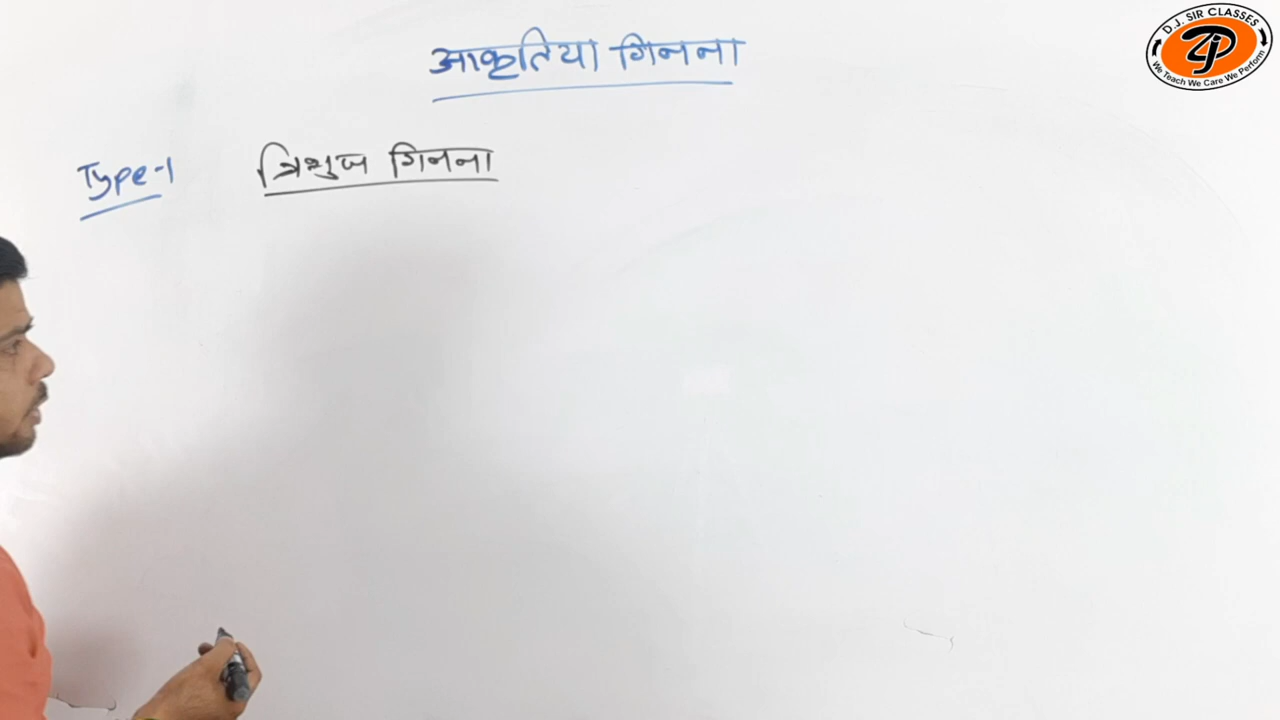 आकृतिया गिनना
D.J. SIR CLASSES
We Teach We Care We Perform
Type-1 त्रिभुज गिनना